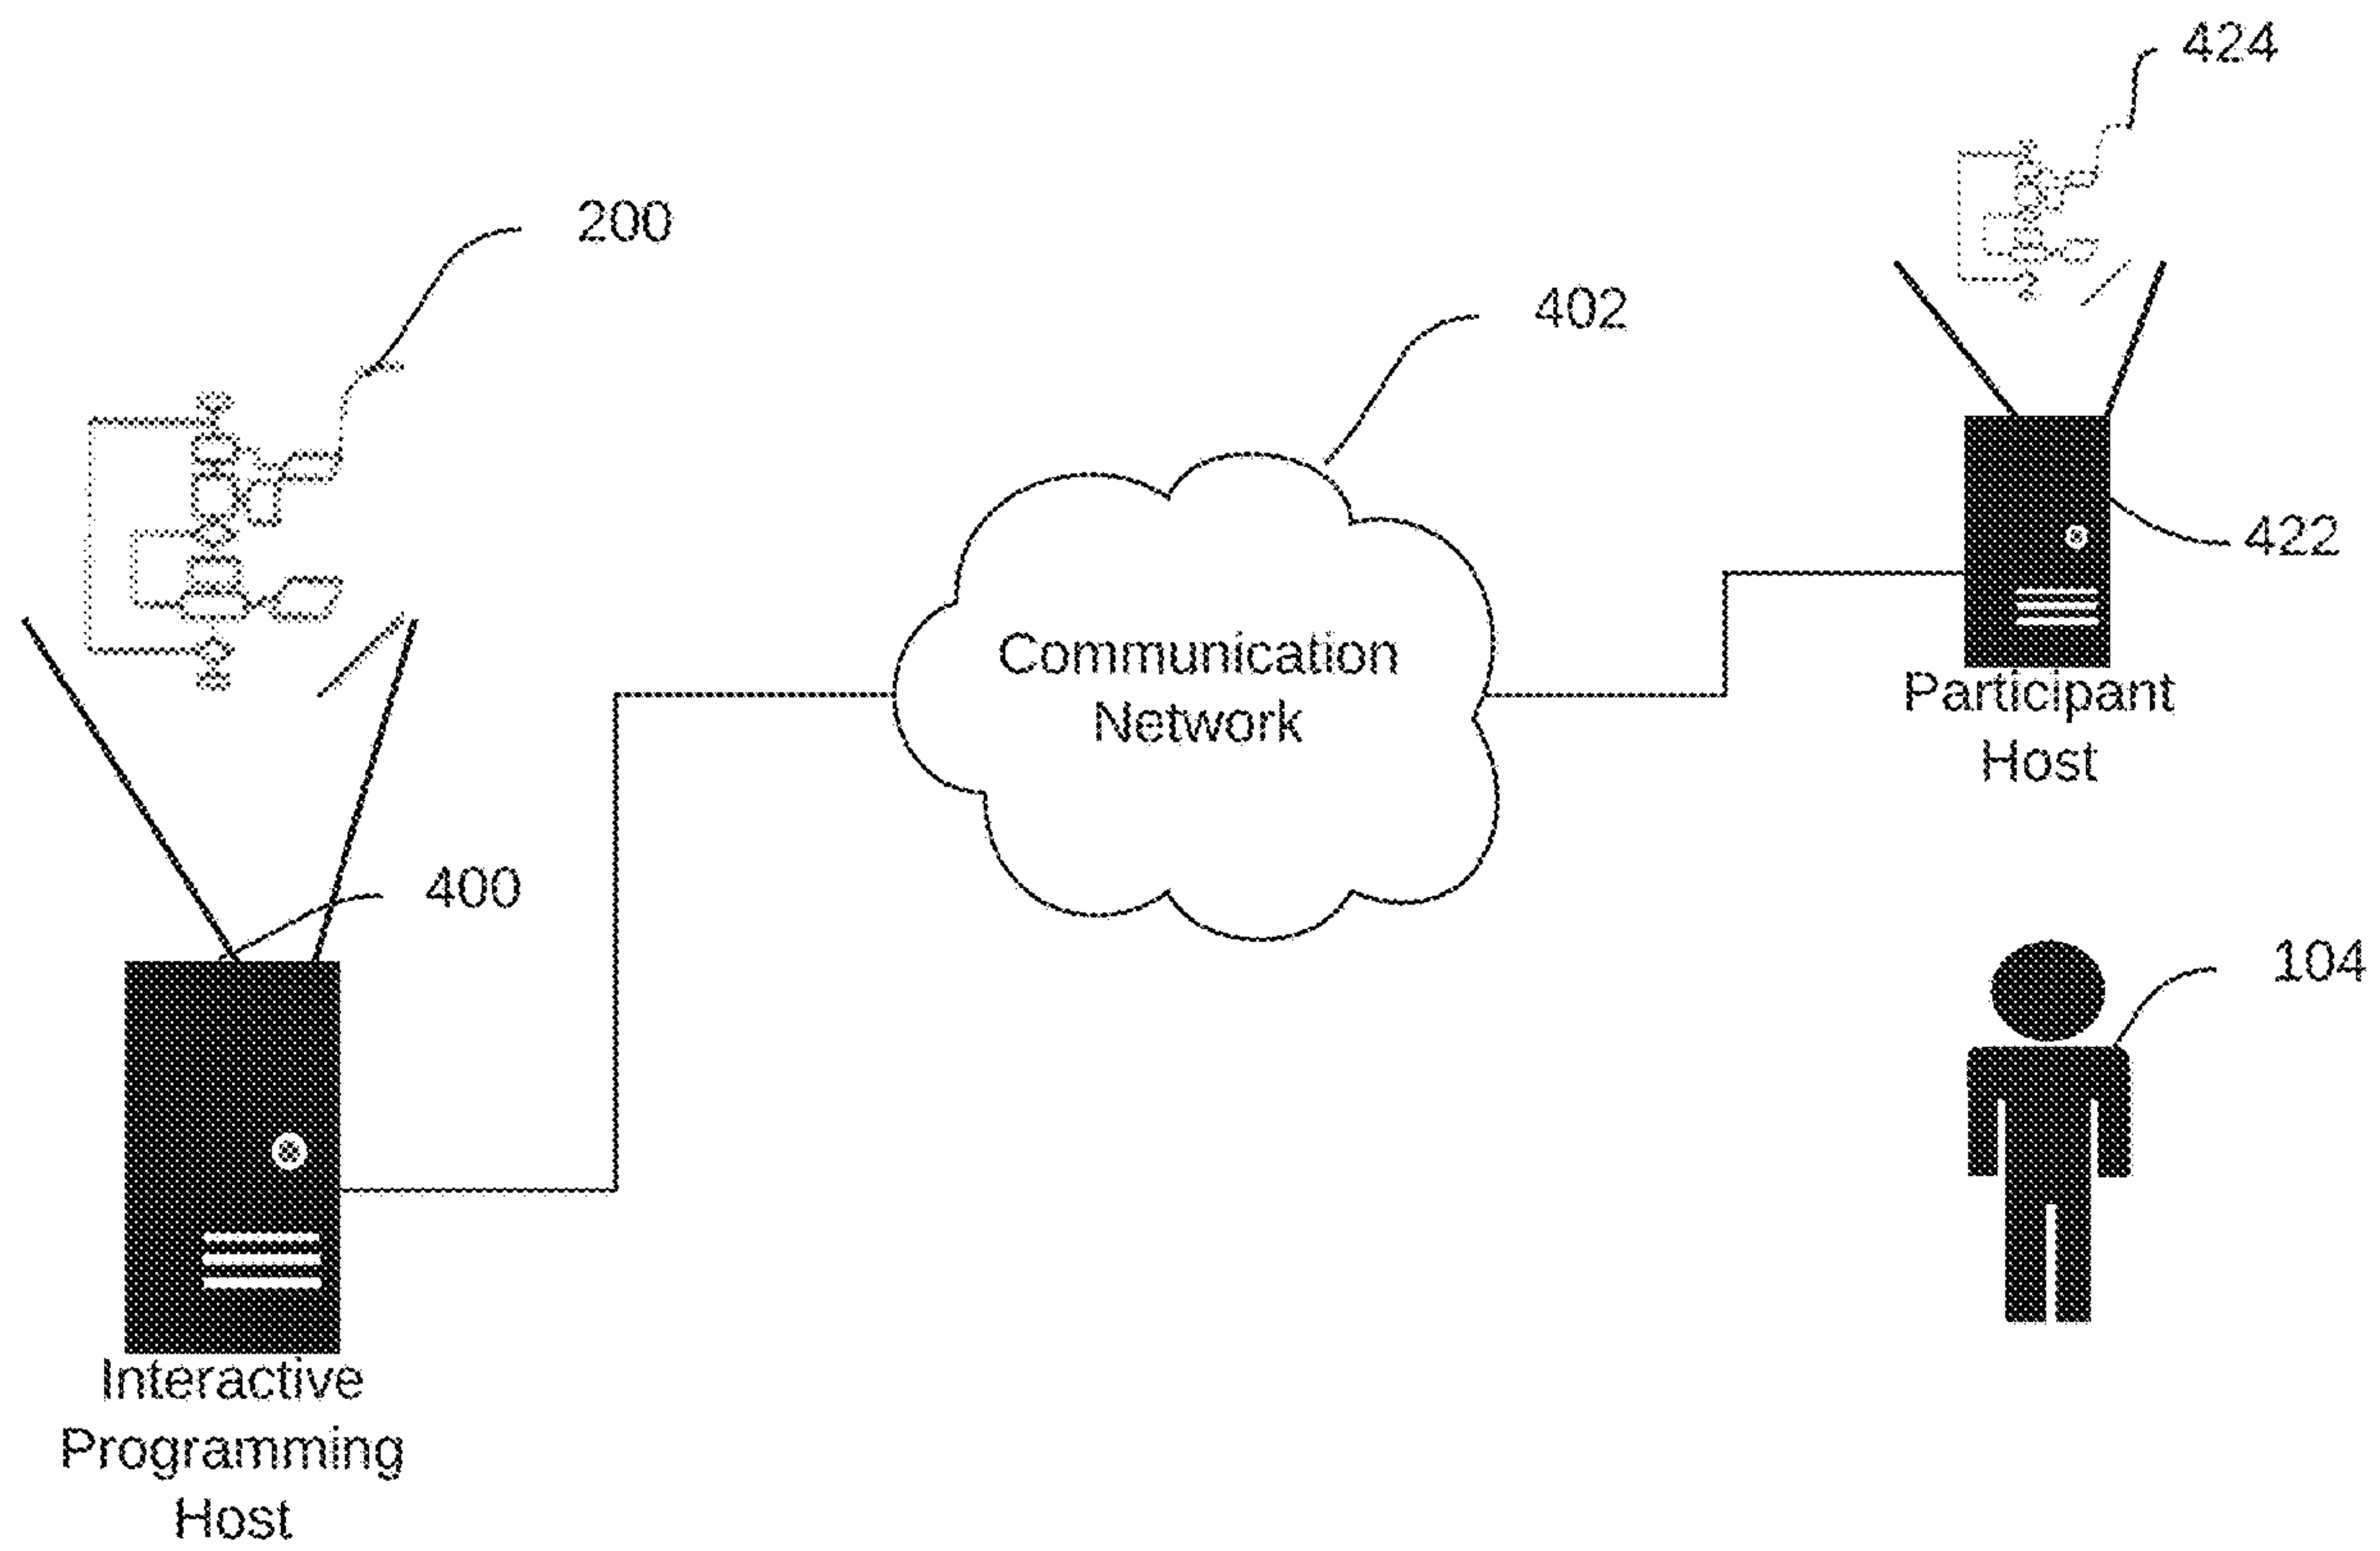 424
200
402
422
Communication
Network
Participant
Host
400
104
Interactive
Programming
Host